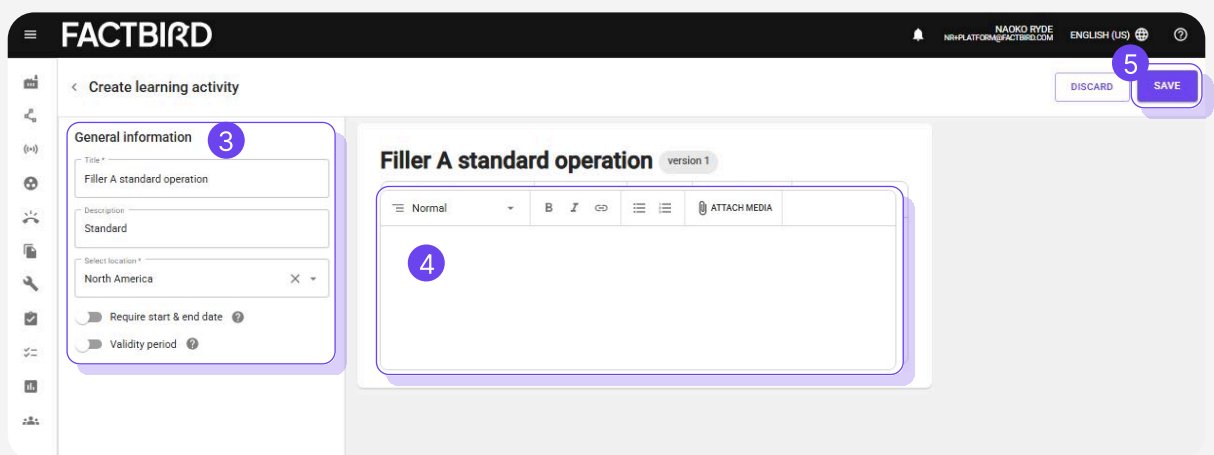 FACTBIRD
NAOKO RYDE
NR+PLATFORM@FACTBIRD.COM
ENGLISH (US)
5
Create learning activity
DISCARD
SAVE
General information
3
Title *
Filler A standard operation
Description
Standard
Select location *
North America
Require start & end date
Validity period
Filler A standard operation
version 1
Normal
B
I
ATTACH MEDIA
4